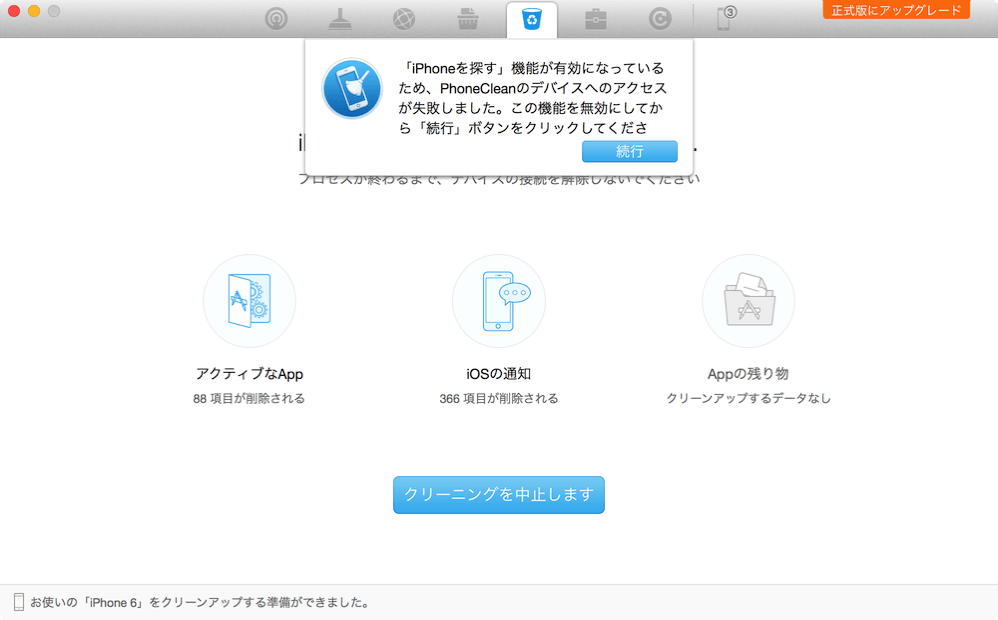 ③
正式版にアップグレード
「iPhoneを探す」機能が有効になっている
ため、PhoneCleanのデバイスへのアクセス
が失敗しました。この機能を無効にしてか
ら「続行」ボタンをクリックしてくださ
続行
プロセスが終わるまで、デバイスの接続を解除しないでください
アクティブなApp
88 項目が削除される
iOSの通知
366 項目が削除される
Appの残り物
クリーンアップするデータなし
クリーニングを中止します
お使いの「iPhone 6」をクリーンアップする準備ができました。